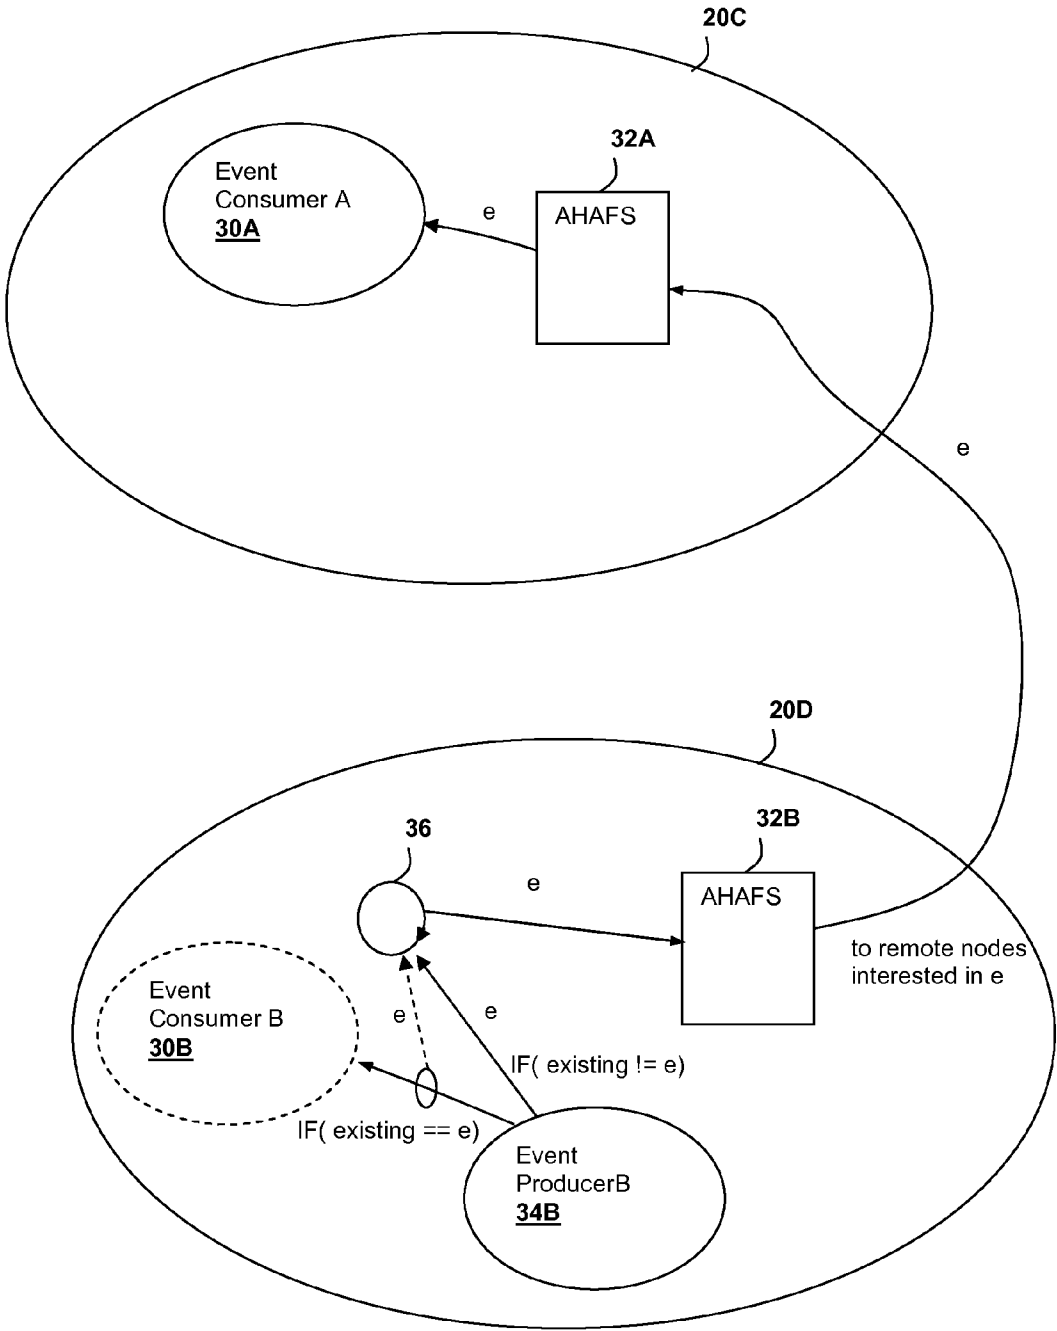 20C
32A
Event
Consumer A
30A
AHAFS
e
e
20D
32B
36
e
AHAFS
to remote nodes
interested in e
Event
Consumer B
30B
e
e
IF( existing != e)
IF( existing == e)
Event
ProducerB
34B